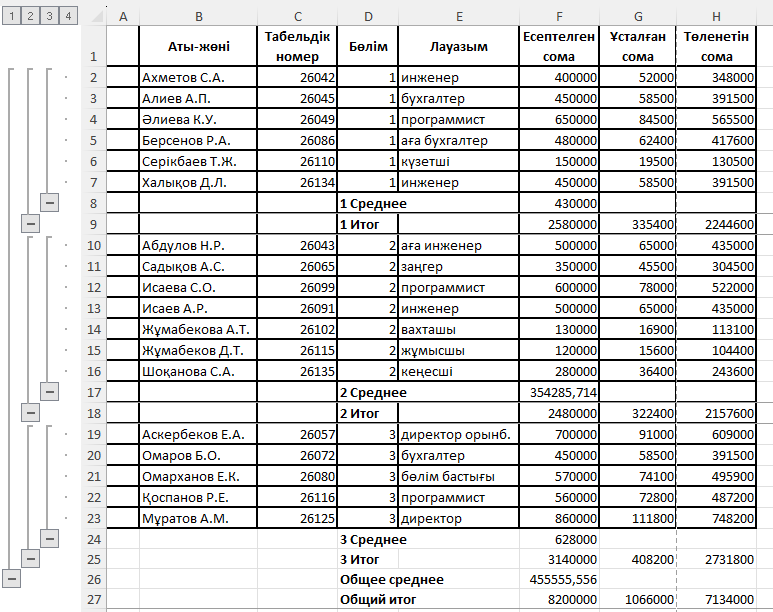 1 2 3 4 A B C D E F G H
1 Аты-жөні Табельдік номер Бөлім Лауазым Есептелген сома Ұсталған сома Төленетін сома
2 Ахметов С.А. 26042 1 инженер 400000 52000 348000
3 Алиев А.П. 26045 1 бухгалтер 450000 58500 391500
4 Әлиева К.У. 26049 1 программист 650000 84500 565500
5 Берсенов Р.А. 26086 1 аға бухгалтер 480000 62400 417600
6 Серікбаев Т.Ж. 26110 1 күзетші 150000 19500 130500
7 Халықов Д.Л. 26134 1 инженер 450000 58500 391500
8 1 Среднее 430000
9 1 Итог 2580000 335400 2244600
10 Абдулов Н.Р. 26043 2 аға инженер 500000 65000 435000
11 Садықов А.С. 26065 2 заңгер 350000 45500 304500
12 Исаева С.О. 26099 2 программист 600000 78000 522000
13 Исаев А.Р. 26091 2 инженер 500000 65000 435000
14 Жұмабекова А.Т. 26102 2 вахташы 130000 16900 113100
15 Жұмабеков Д.Т. 26115 2 жұмысшы 120000 15600 104400
16 Шоқанова С.А. 26135 2 кеңесші 280000 36400 243600
17 2 Среднее 354285,714
18 2 Итог 2480000 322400 2157600
19 Аскербеков Е.А. 26057 3 директор орынб. 700000 91000 609000
20 Омаров Б.О. 26072 3 бухгалтер 450000 58500 391500
21 Омарханов Е.К. 26080 3 бөлім бастығы 570000 74100 495900
22 Қоспанов Р.Е. 26116 3 программист 560000 72800 487200
23 Мұратов А.М. 26125 3 директор 860000 111800 748200
24 3 Среднее 628000
25 3 Итог 3140000 408200 2731800
26 Общее среднее 455555,556
27 Общий итог 8200000 1066000 7134000